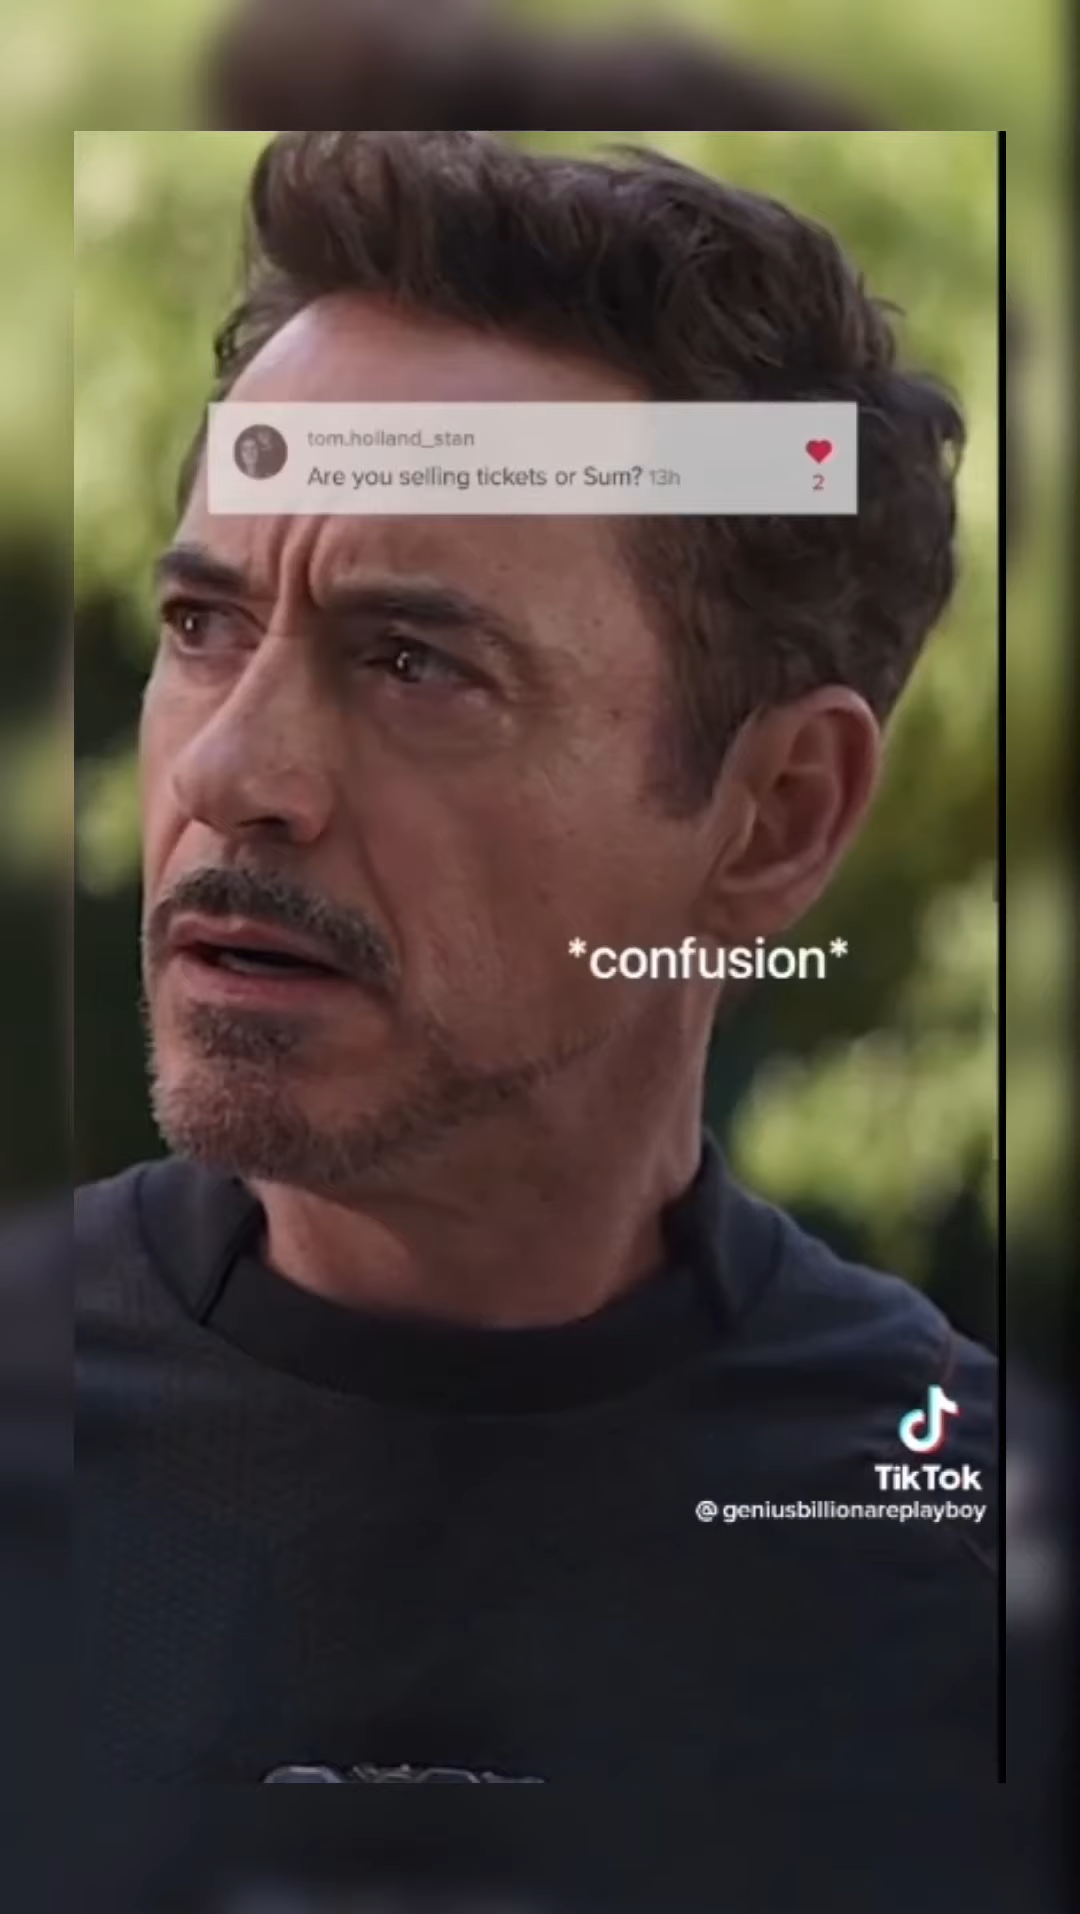 tom.holland_stan
Are you selling tickets or Sum? 13h
2
*confusion*
TikTok
@ geniusbillionareplayboy